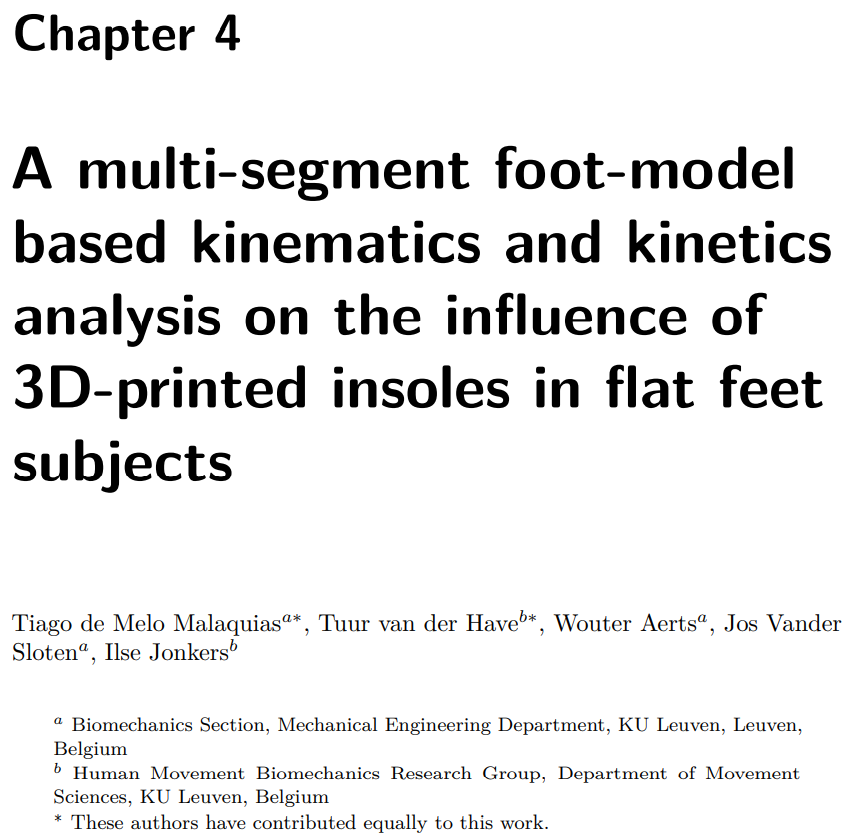 Chapter 4
A multi-segment foot-model
based kinematics and kinetics
analysis on the influence of
3D-printed insoles in flat feet
subjects
Tiago de Melo Malaquiasᵃ*, Tuur van der Haveᵇ*, Wouter Aertsᵃ, Jos Vander
Slotenᵃ, Ilse Jonkersᵇ
ᵃ Biomechanics Section, Mechanical Engineering Department, KU Leuven, Leuven,
Belgium
ᵇ Human Movement Biomechanics Research Group, Department of Movement
Sciences, KU Leuven, Belgium
* These authors have contributed equally to this work.